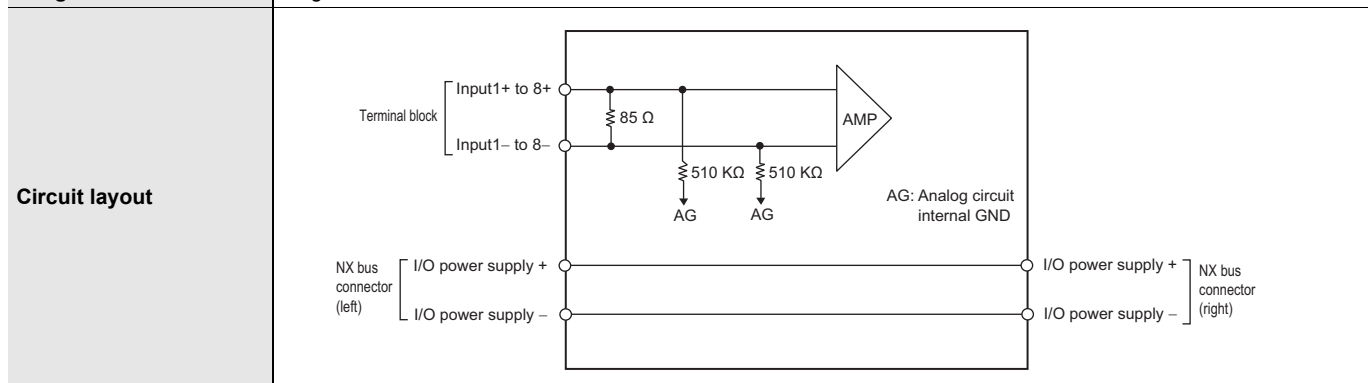 Circuit layout
Terminal block
Input1+ to 8+
Input1− to 8−
85 Ω
510 KΩ
510 KΩ
AG
AG
AMP
AG: Analog circuit
internal GND
NX bus
connector
(left)
I/O power supply +
I/O power supply −
I/O power supply +
I/O power supply −
NX bus
connector
(right)